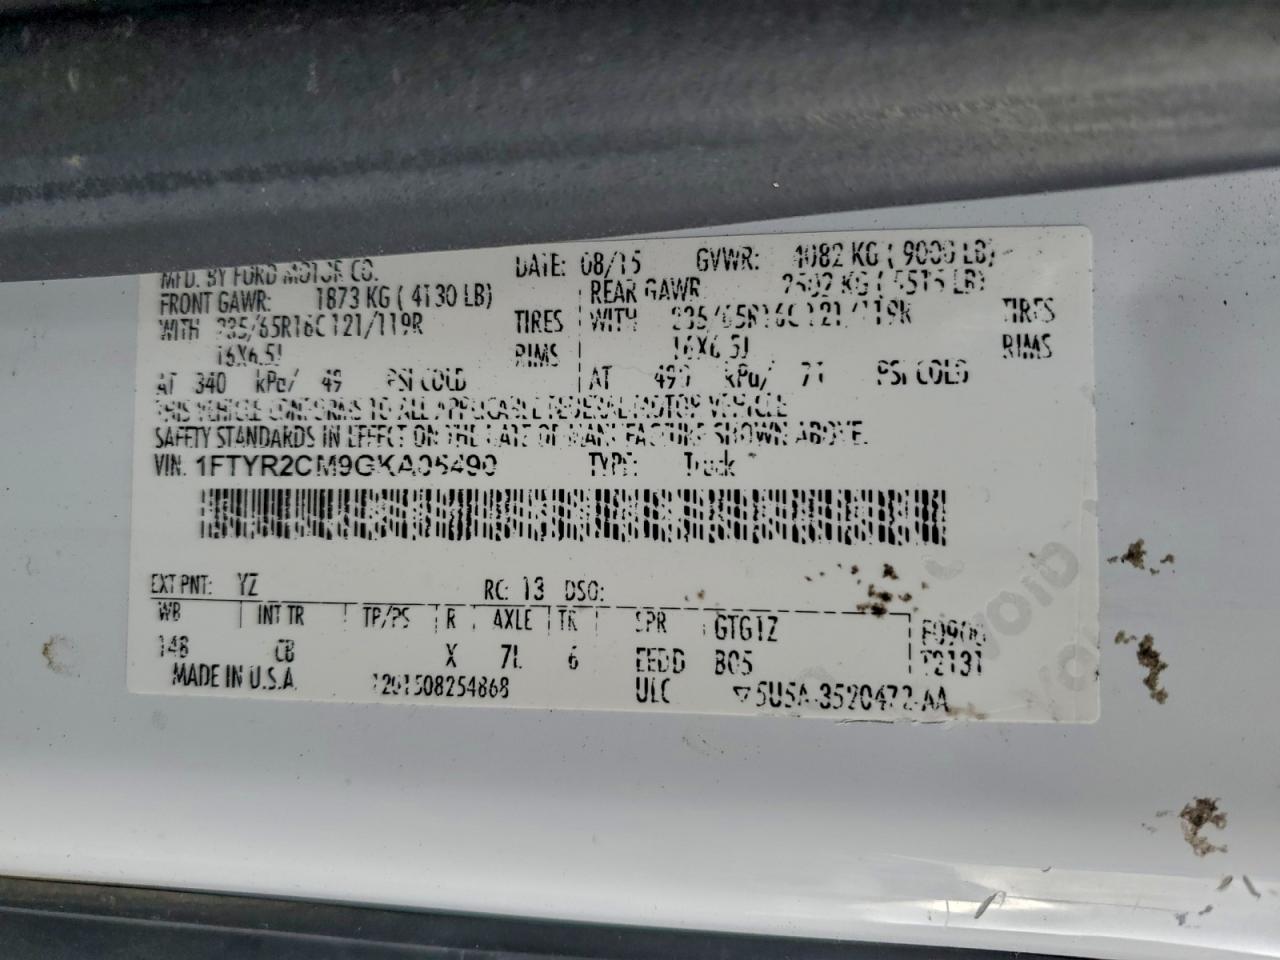 MFD. BY FORD MOTOR CO. DATE: 08/15 GVWR: 4082 KG ( 9000 LB)
FRONT GAWR: 1873 KG ( 4130 LB) REAR GAWR: 2502 KG ( 5515 LB)
WITH 235/65R16C 121/119R TIRES WITH 235/65R16C 121/119R TIRES
16X6.5J RIMS 16X6.5J RIMS
AT 340 kPa/ 49 PSI COLD AT 490 kPa/ 71 PSI COLD
THIS VEHICLE CONFORMS TO ALL APPLICABLE FEDERAL MOTOR VEHICLE
SAFETY STANDARDS IN EFFECT ON THE DATE OF MANUFACTURE SHOWN ABOVE.
VIN: TYPE: Truck
EXT PNT: YZ RC: 13 DSO:
WB INT TR TP/PS R AXLE TR SPR GTG1Z
148 CB X 7L 6 B05 T2131
MADE IN U.S.A. 1201508254868 ULC
VOID